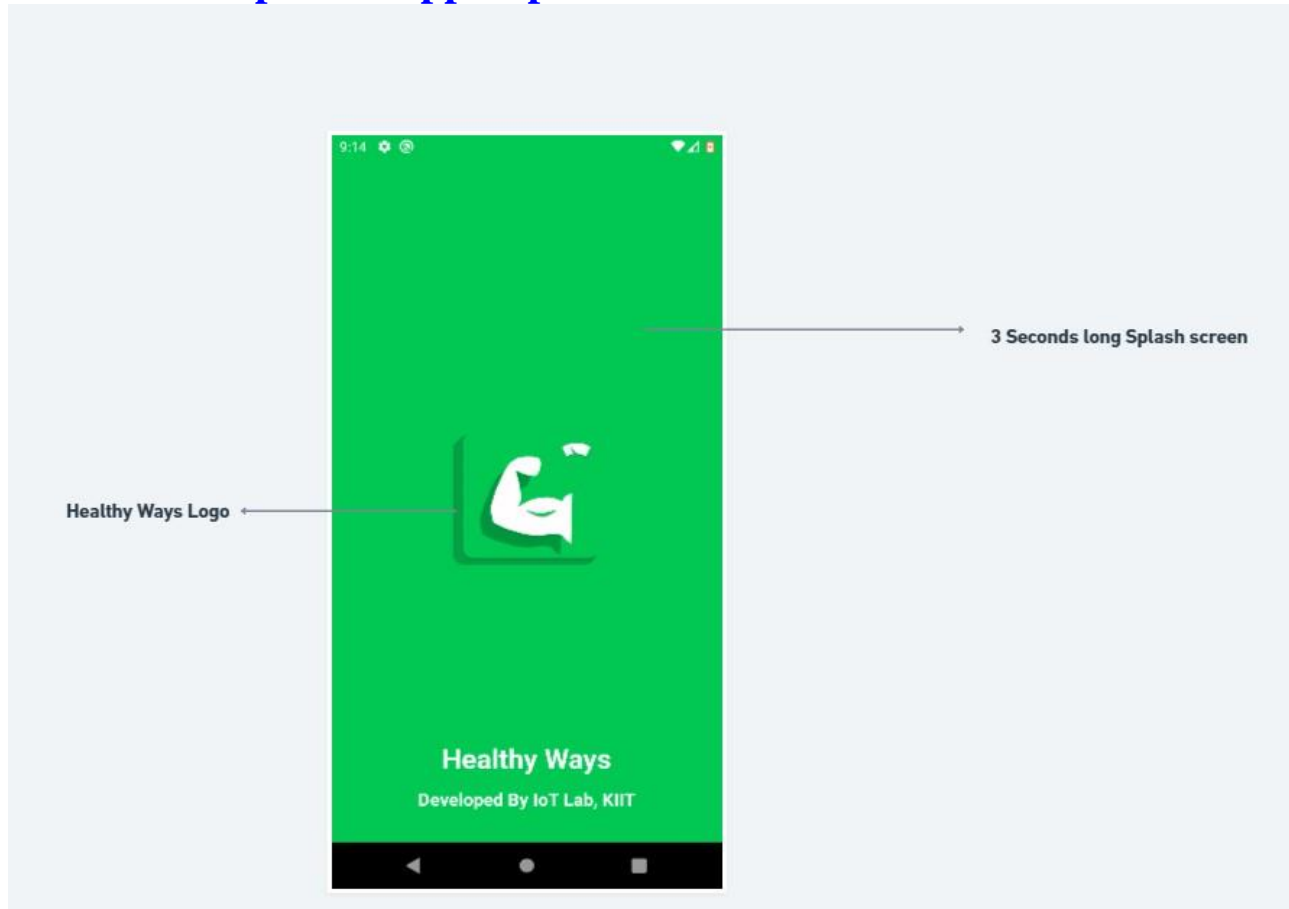 9:14
3 Seconds long Splash screen
Healthy Ways Logo
Healthy Ways
Developed By IoT Lab, KIIT